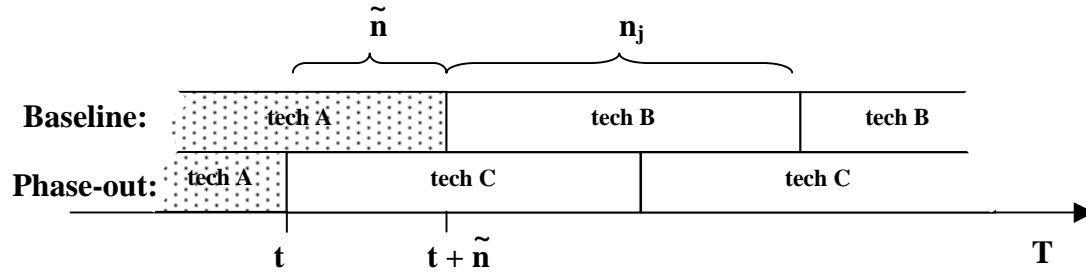 ñ nⱼ
Baseline: tech A tech B tech B
Phase-out: tech A tech C tech C
t t + ñ T